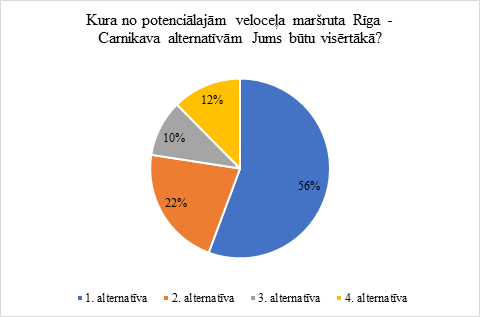 Kura no potenciālajām veloceļa maršruta Rīga -
Carnikava alternatīvām Jums būtu visērtākā?
12%
10%
56%
22%
1. alternatīva 2. alternatīva 3. alternatīva 4. alternatīva